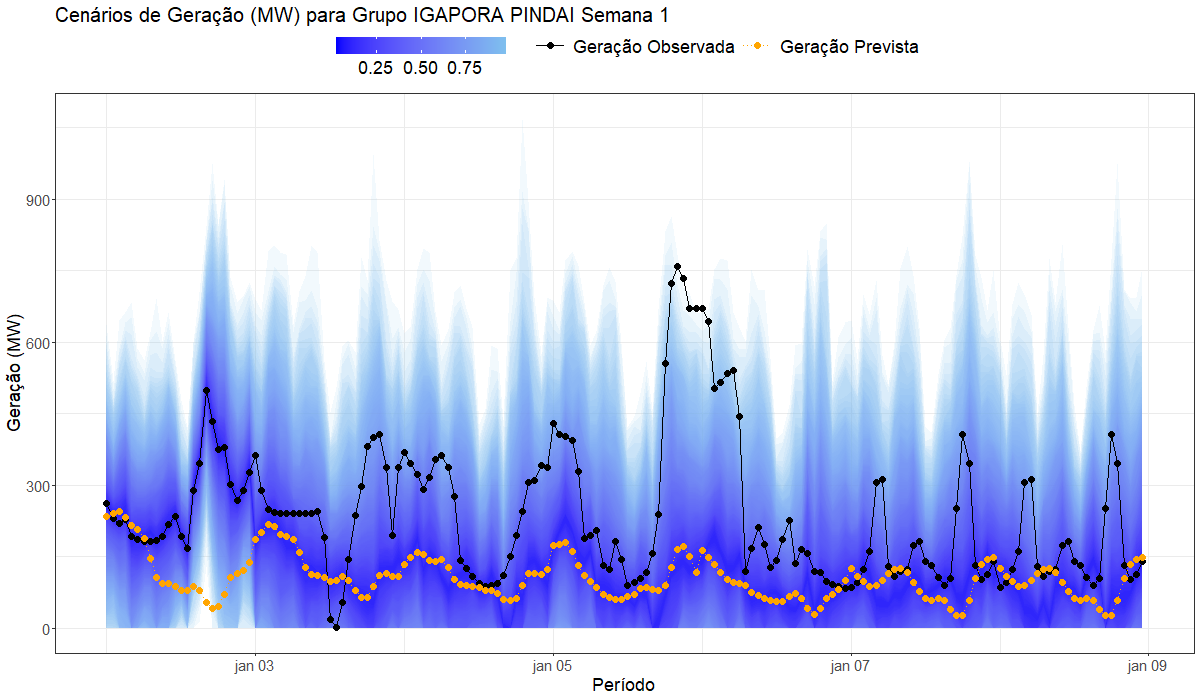 Cenários de Geração (MW) para Grupo IGAPORA PINDAI Semana 1
0.25 0.50 0.75
Geração Observada
Geração Prevista
Geração (MW)
900
600
300
0
jan 03
jan 05
jan 07
jan 09
Período